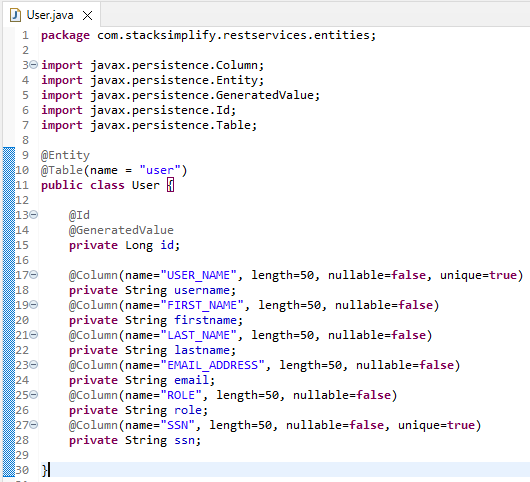 User.java
1 package com.stacksimplify.restservices.entities;
2
3 import javax.persistence.Column;
4 import javax.persistence.Entity;
5 import javax.persistence.GeneratedValue;
6 import javax.persistence.Id;
7 import javax.persistence.Table;
8
9 @Entity
10 @Table(name = "user")
11 public class User {
12
13 @Id
14 @GeneratedValue
15 private Long id;
16
17 @Column(name="USER_NAME", length=50, nullable=false, unique=true)
18 private String username;
19 @Column(name="FIRST_NAME", length=50, nullable=false)
20 private String firstname;
21 @Column(name="LAST_NAME", length=50, nullable=false)
22 private String lastname;
23 @Column(name="EMAIL_ADDRESS", length=50, nullable=false)
24 private String email;
25 @Column(name="ROLE", length=50, nullable=false)
26 private String role;
27 @Column(name="SSN", length=50, nullable=false, unique=true)
28 private String ssn;
29
30 }